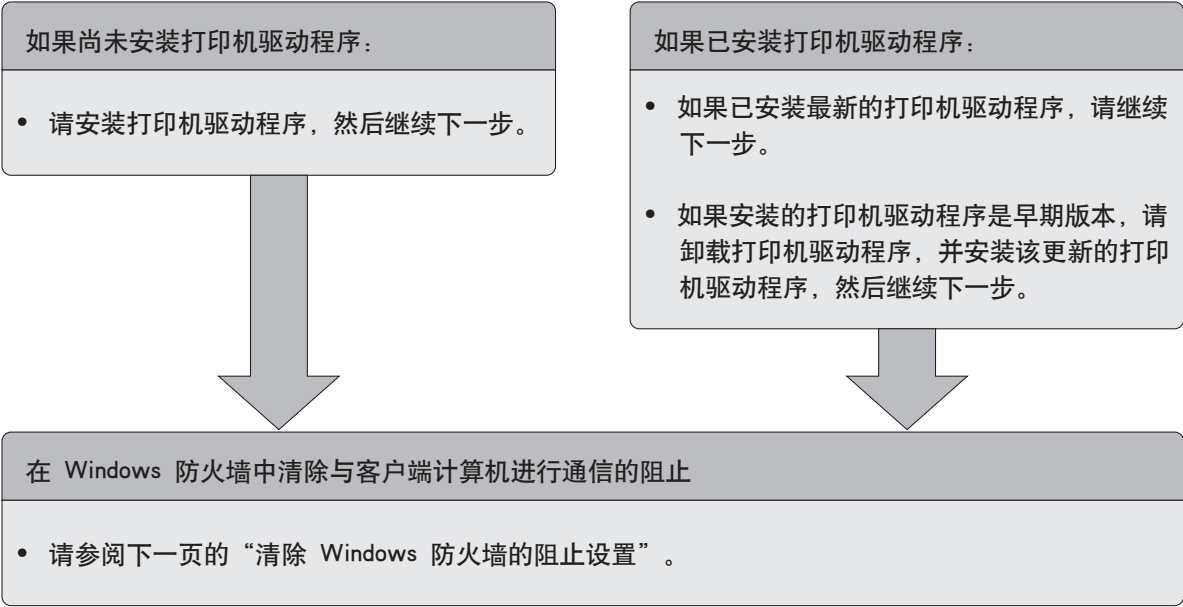 如果尚未安装打印机驱动程序：
• 请安装打印机驱动程序，然后继续下一步。
如果已安装打印机驱动程序：
• 如果已安装最新的打印机驱动程序，请继续
下一步。
• 如果安装的打印机驱动程序是早期版本，请
卸载打印机驱动程序，并安装该更新的打印
机驱动程序，然后继续下一步。
在 Windows 防火墙中清除与客户端计算机进行通信的阻止
• 请参阅下一页的“清除 Windows 防火墙的阻止设置”。